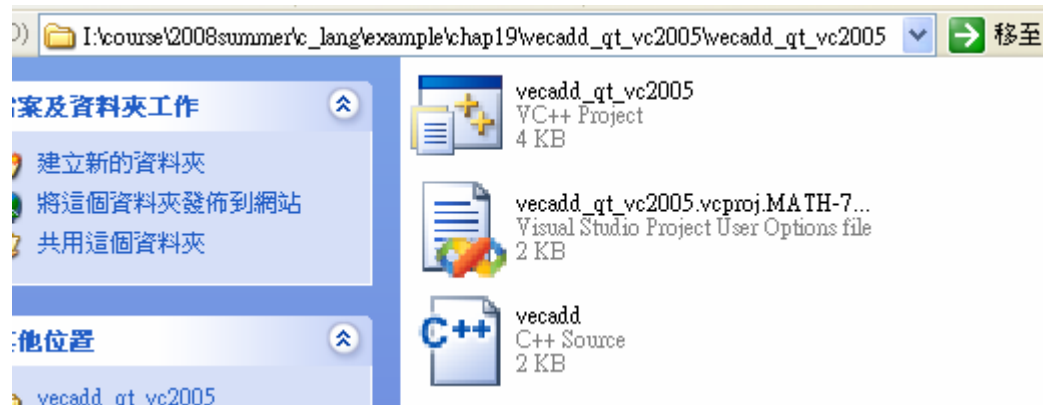 I:\course\2008summer\c_lang\example\chap19\vecadd_qt_vc2005\vecadd_qt_vc2005 移至
案及資料夾工作
建立新的資料夾
將這個資料夾發佈到網站
共用這個資料夾
他位置
vecadd_qt_vc2005
vecadd_qt_vc2005
VC++ Project
4 KB
vecadd_qt_vc2005.vcproj.MATH-7...
Visual Studio Project User Options file
2 KB
C++
vecadd
C++ Source
2 KB